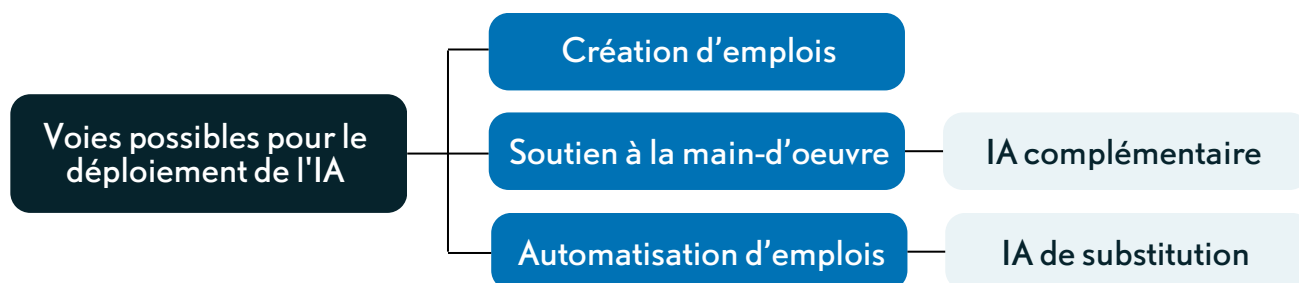 Création d’emplois
Voies possibles pour le
déploiement de l'IA
Soutien à la main-d’oeuvre
IA complémentaire
Automatisation d’emplois
IA de substitution